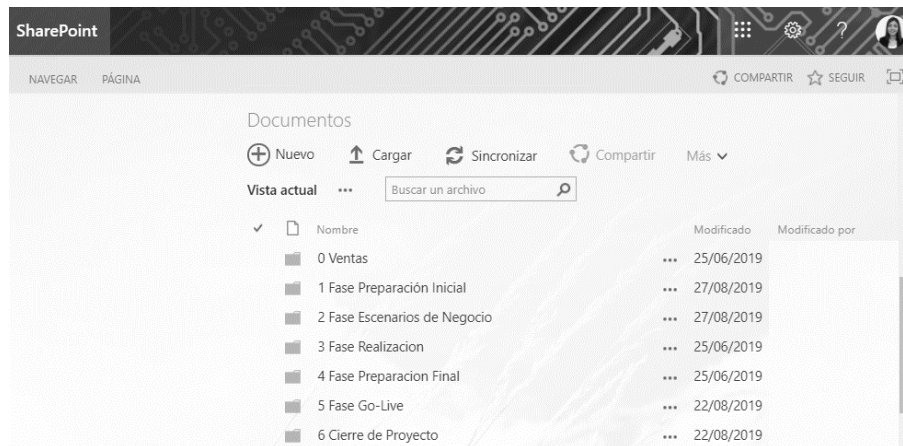 SharePoint
?
NAVEGAR PÁGINA COMPARTIR SEGUIR
Documentos
Nuevo Cargar Sincronizar Compartir Más
Vista actual ••• Buscar un archivo
Nombre Modificado Modificado por
0 Ventas ••• 25/06/2019
1 Fase Preparación Inicial ••• 27/08/2019
2 Fase Escenarios de Negocio ••• 27/08/2019
3 Fase Realizacion ••• 25/06/2019
4 Fase Preparacion Final ••• 25/06/2019
5 Fase Go-Live ••• 22/08/2019
6 Cierre de Proyecto ••• 22/08/2019